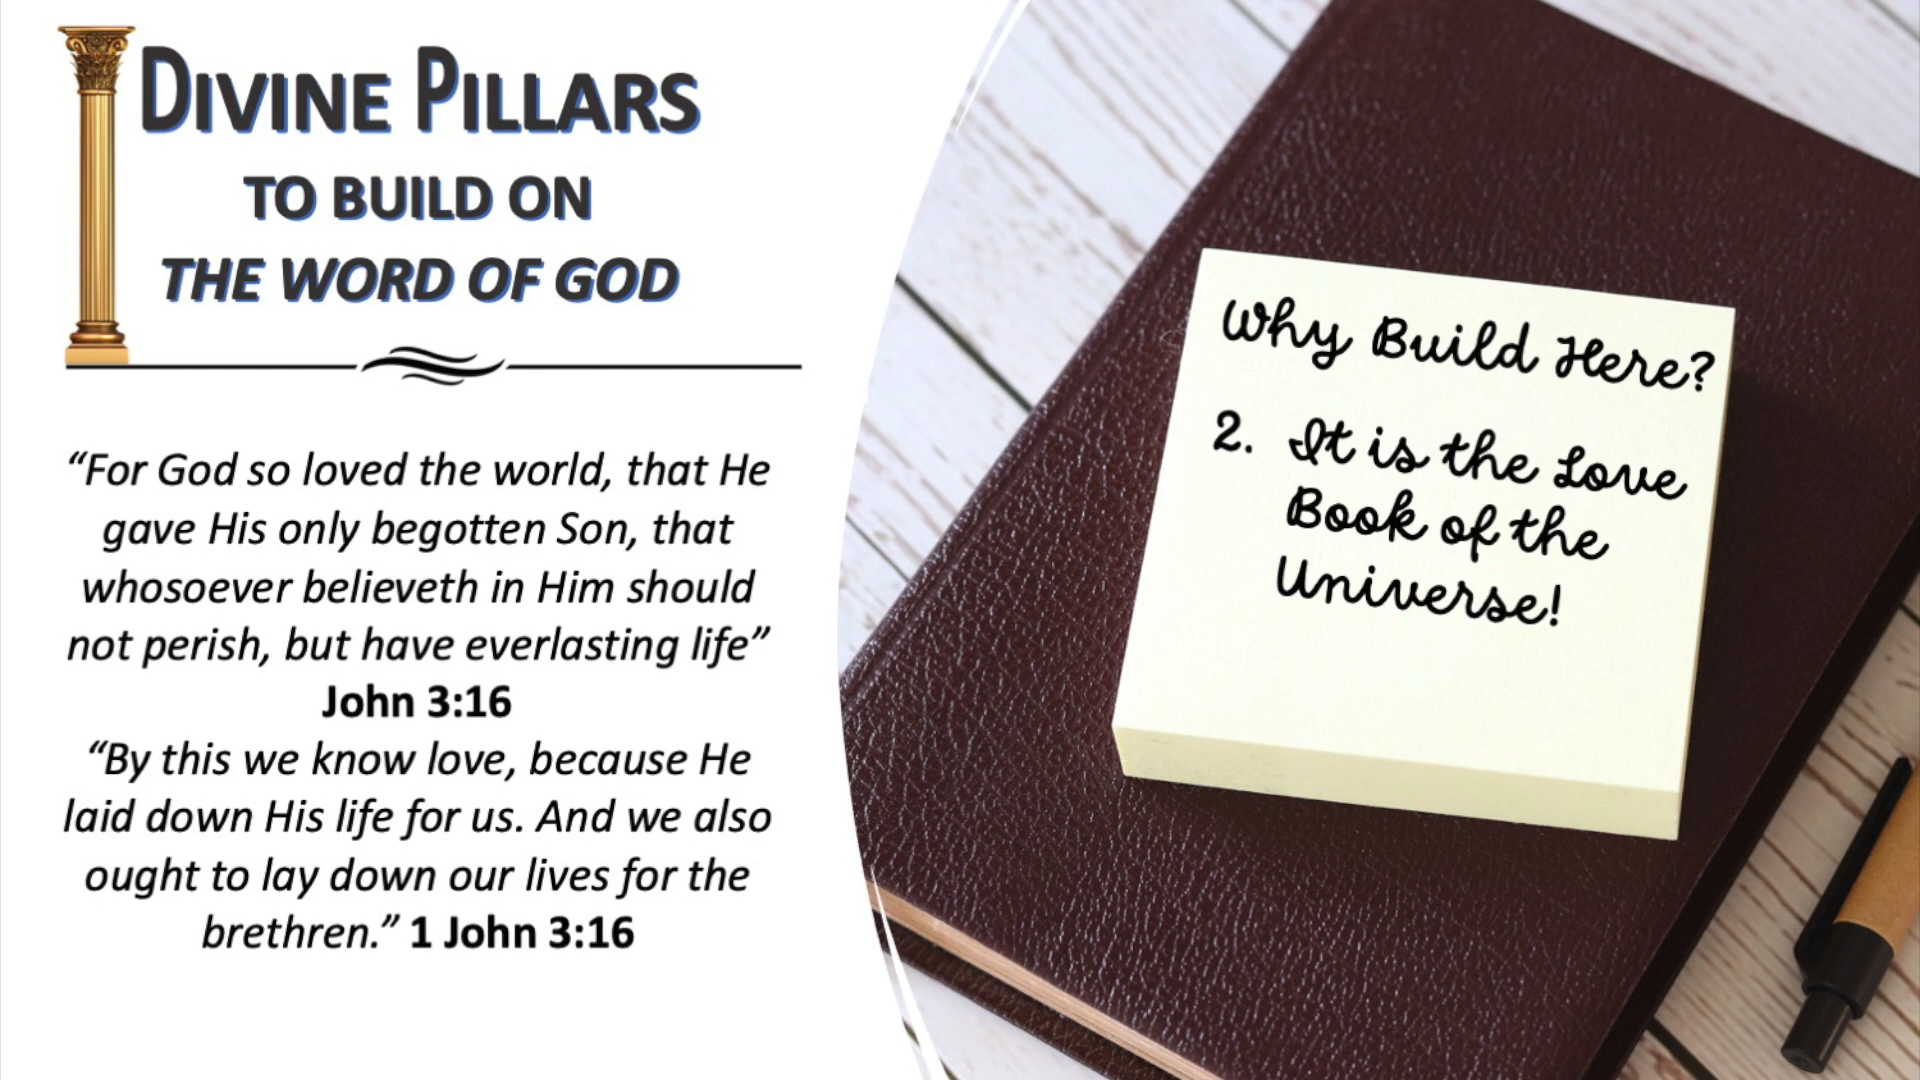 DIVINE PILLARS
TO BUILD ON
THE WORD OF GOD
“For God so loved the world, that He
gave His only begotten Son, that
whosoever believeth in Him should
not perish, but have everlasting life”
John 3:16
“By this we know love, because He
laid down His life for us. And we also
ought to lay down our lives for the
brethren.” 1 John 3:16
Why Build Here?
2. It is the Love
Book of the
Universe!